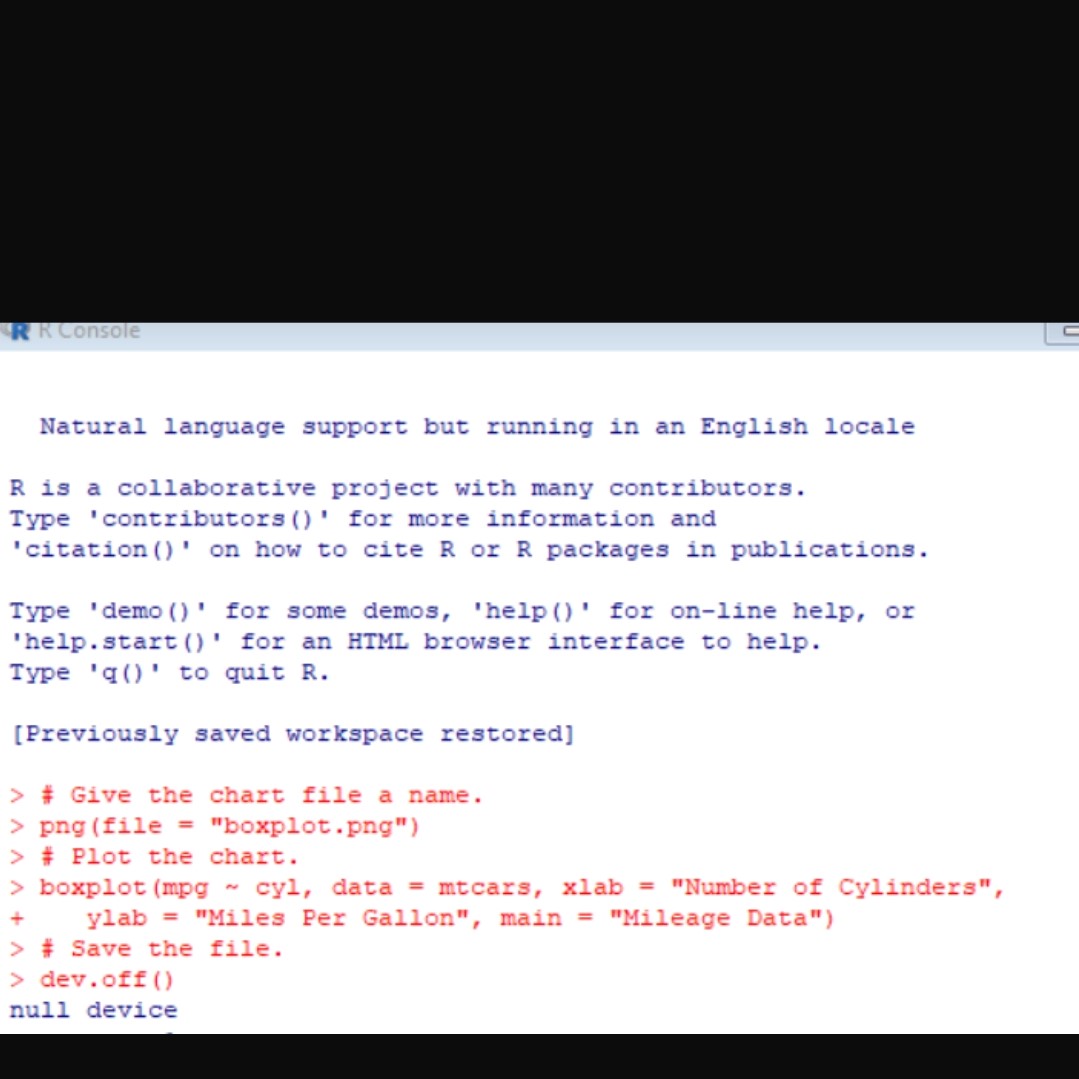 R Console
Natural language support but running in an English locale
R is a collaborative project with many contributors.
Type 'contributors()' for more information and
'citation()' on how to cite R or R packages in publications.
Type 'demo()' for some demos, 'help()' for on-line help, or
'help.start()' for an HTML browser interface to help.
Type 'q()' to quit R.
[Previously saved workspace restored]
> # Give the chart file a name.
> png(file = "boxplot.png")
> # Plot the chart.
> boxplot(mpg ~ cyl, data = mtcars, xlab = "Number of Cylinders",
+    ylab = "Miles Per Gallon", main = "Mileage Data")
> # Save the file.
> dev.off()
null device